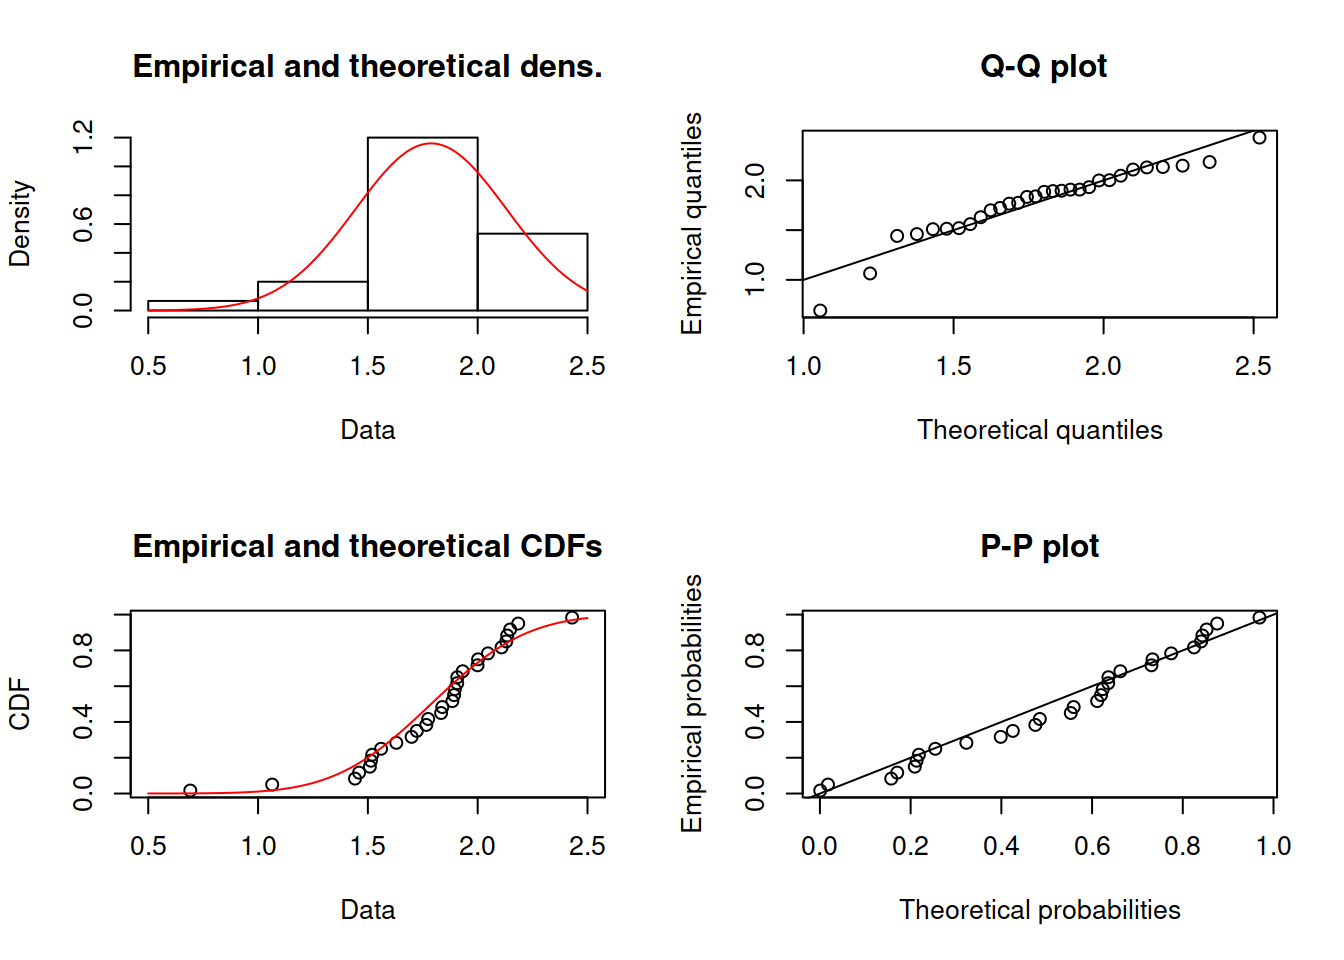 Empirical and theoretical dens.
Density
0.0 0.6 1.2
0.5 1.0 1.5 2.0 2.5
Data
Q-Q plot
Empirical quantiles
1.0 2.0
1.0 1.5 2.0 2.5
Theoretical quantiles
Empirical and theoretical CDFs
CDF
0.0 0.4 0.8
0.5 1.0 1.5 2.0 2.5
Data
P-P plot
Empirical probabilities
0.0 0.4 0.8
0.0 0.2 0.4 0.6 0.8 1.0
Theoretical probabilities